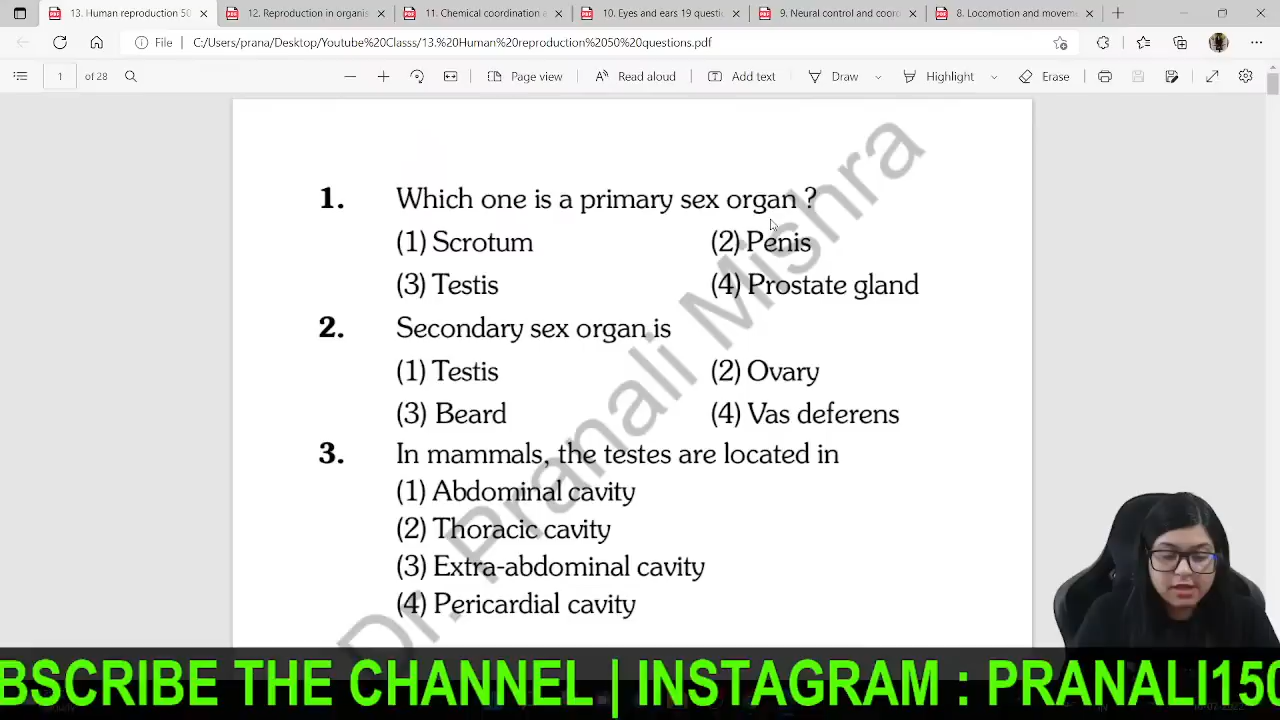 13. Human reproduction 50
12. Reproduction in organis
11. Chemical coordination a
10. Eyes and ears 19 questi
9. Neural control and coor
8. Locomotion and movem
File
C:/Users/prana/Desktop/Youtube%20Classs/13.%20Human%20reproduction%2050%20questions.pdf
1 of 28
Page view
Read aloud
Add text
Draw
Highlight
Erase
1. Which one is a primary sex organ ?
(1) Scrotum (2) Penis
(3) Testis (4) Prostate gland
2. Secondary sex organ is
(1) Testis (2) Ovary
(3) Beard (4) Vas deferens
3. In mammals, the testes are located in
(1) Abdominal cavity
(2) Thoracic cavity
(3) Extra-abdominal cavity
(4) Pericardial cavity
Dr. Pranali Mishra
BSCRIBE THE CHANNEL | INSTAGRAM : PRANALI150